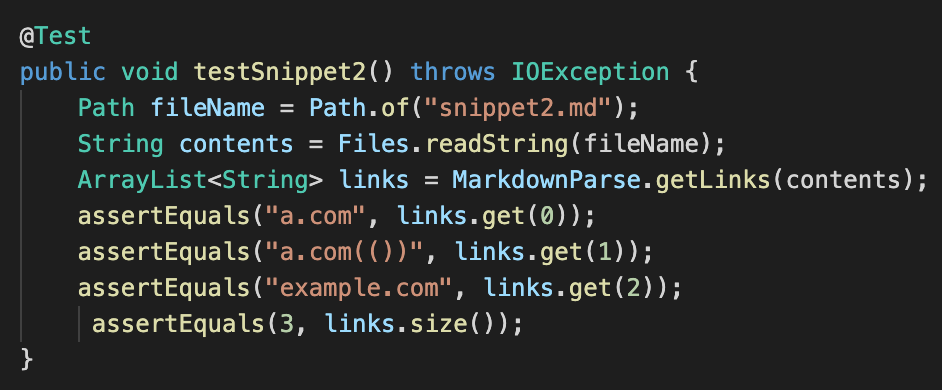 @Test
public void testSnippet2() throws IOException {
    Path fileName = Path.of("snippet2.md");
    String contents = Files.readString(fileName);
    ArrayList<String> links = MarkdownParse.getLinks(contents);
    assertEquals("a.com", links.get(0));
    assertEquals("a.com(())", links.get(1));
    assertEquals("example.com", links.get(2));
     assertEquals(3, links.size());
}